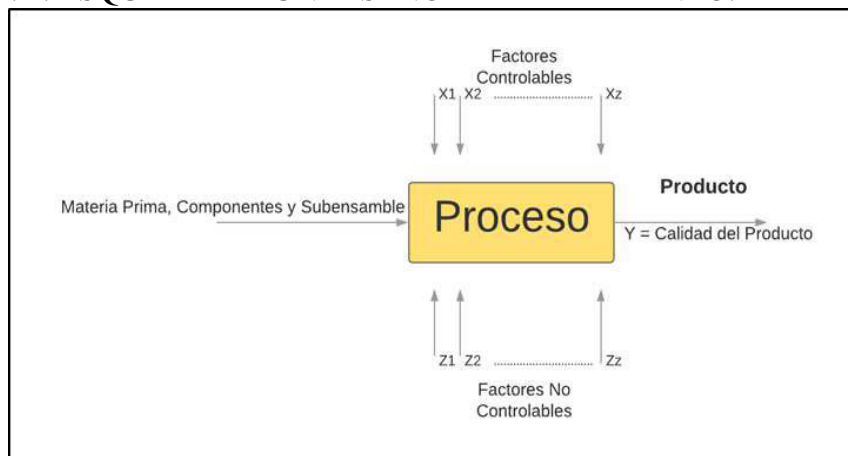 Factores
Controlables
X1 X2 ........................ Xz
Producto
Materia Prima, Componentes y Subensamble
Proceso
Y = Calidad del Producto
Z1 Z2 ........................ Zz
Factores No
Controlables